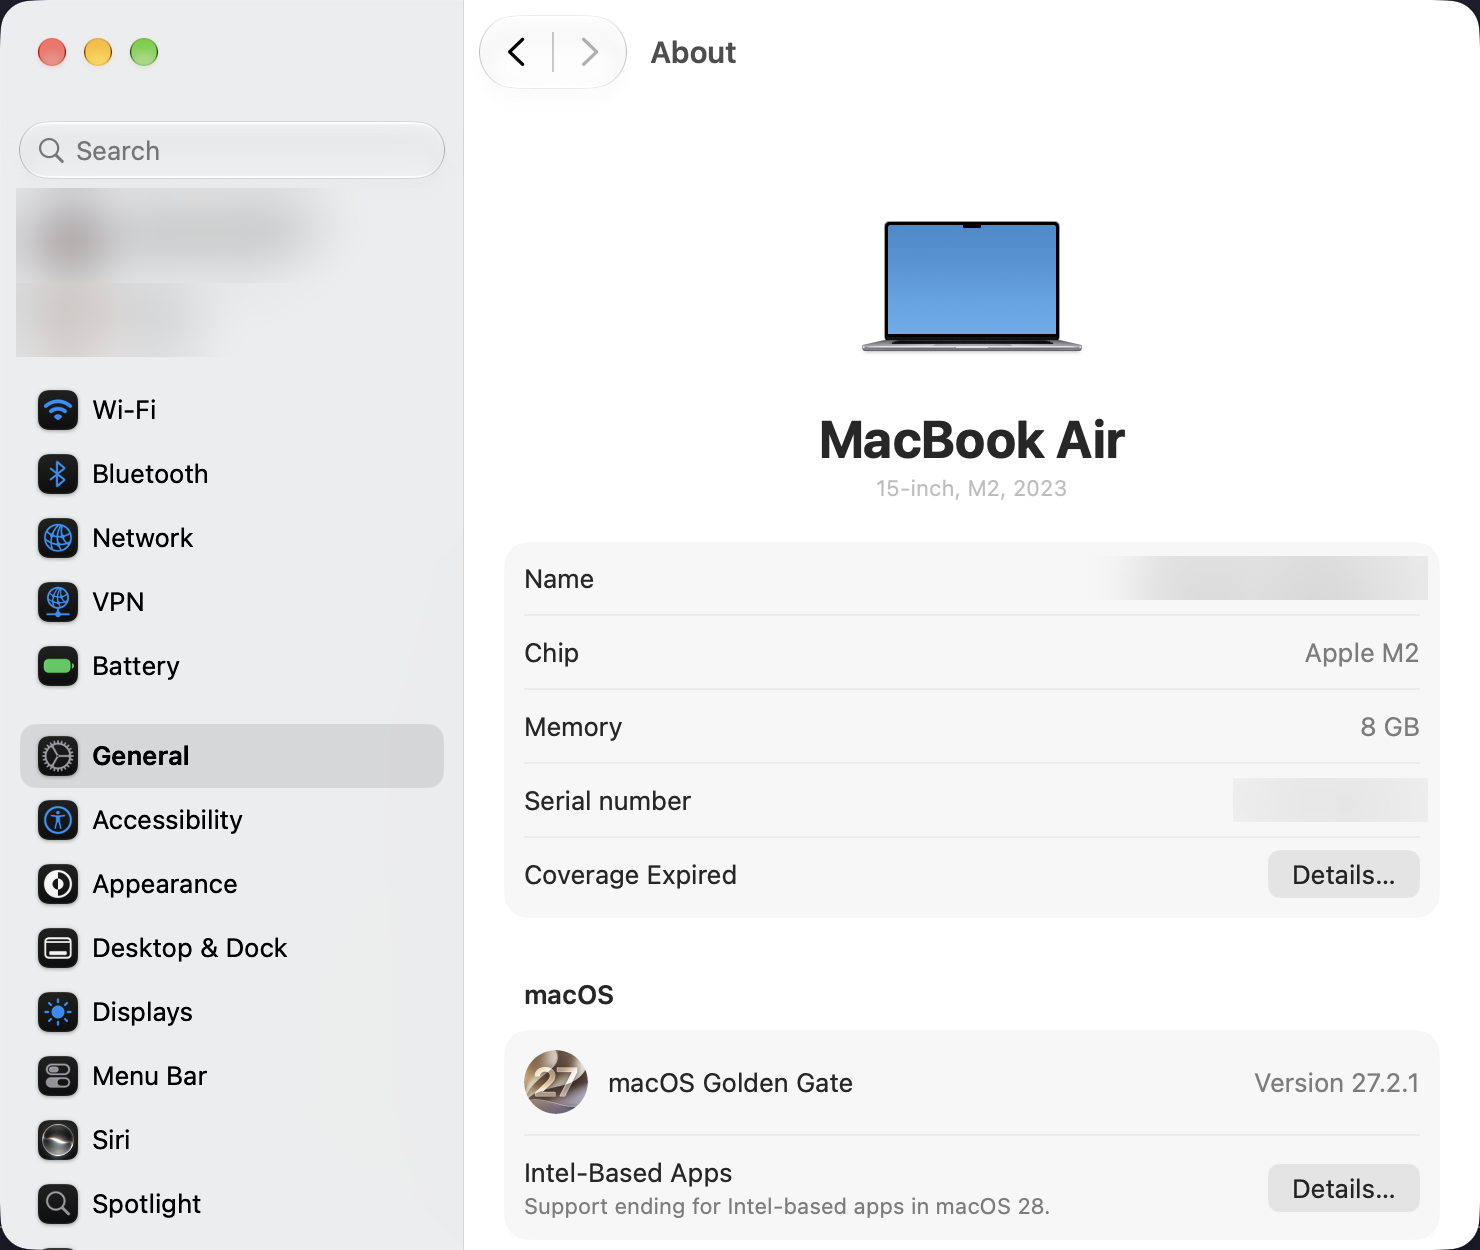 About
Search
Wi-Fi
Bluetooth
Network
VPN
Battery
General
Accessibility
Appearance
Desktop & Dock
Displays
Menu Bar
Siri
Spotlight
MacBook Air
15-inch, M2, 2023
Name
Chip Apple M2
Memory 8 GB
Serial number
Coverage Expired Details...
macOS
27 macOS Golden Gate Version 27.2.1
Intel-Based Apps Details...
Support ending for Intel-based apps in macOS 28.